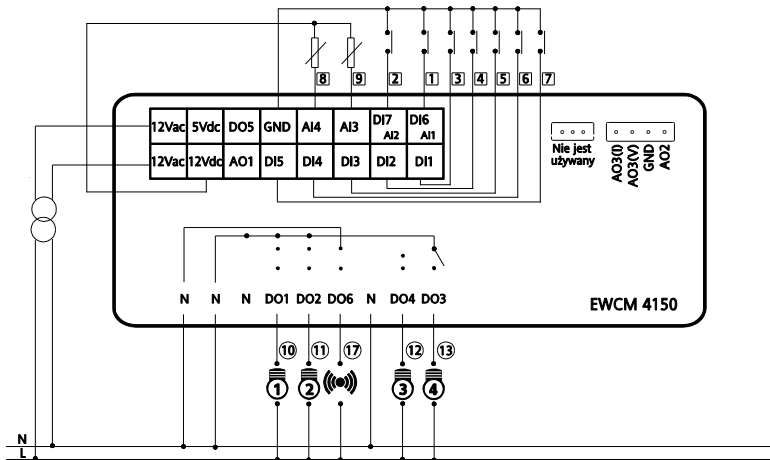 8 9 2 1 3 4 5 6 7
12Vac 5Vdc DO5 GND AI4 AI3 DI7 AI2 DI6 AI1
12Vac 12Vdc AO1 DI5 DI4 DI3 DI2 DI1
Nie jest
używany
AO3(I)
AO3(V)
GND
AO2
N N N DO1 DO2 DO6 N DO4 DO3
EWCM 4150
10 11 17 12 13
1 2 3 4
N
L